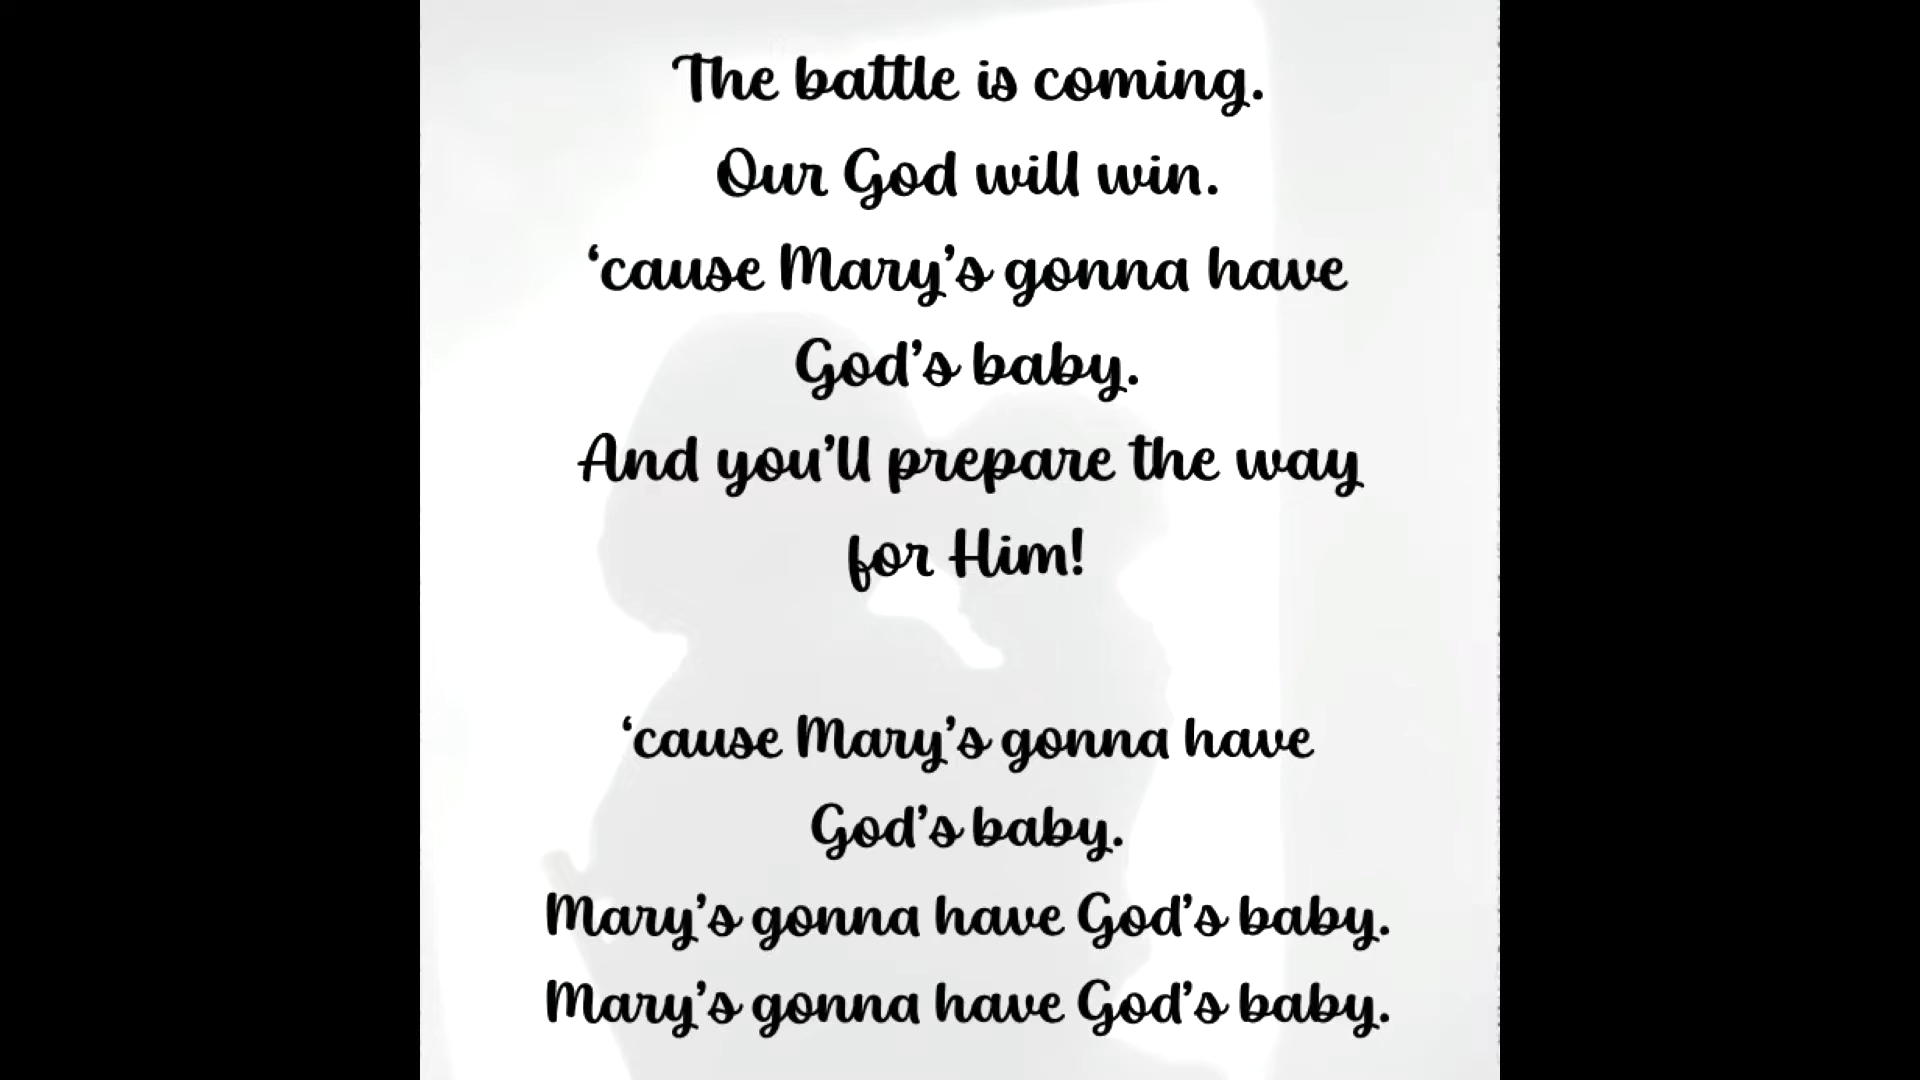 The battle is coming.
Our God will win.
‘cause Mary’s gonna have
God’s baby.
And you’ll prepare the way
for Him!
‘cause Mary’s gonna have
God’s baby.
Mary’s gonna have God’s baby.
Mary’s gonna have God’s baby.